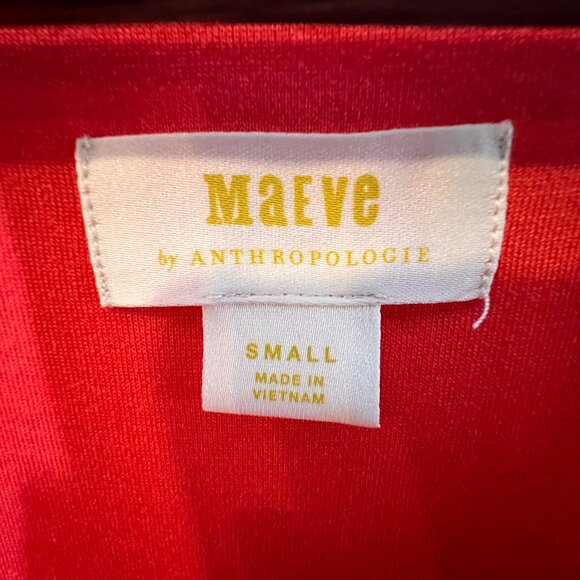 MaEve
by ANTHROPOLOGIE
SMALL
MADE IN
VIETNAM